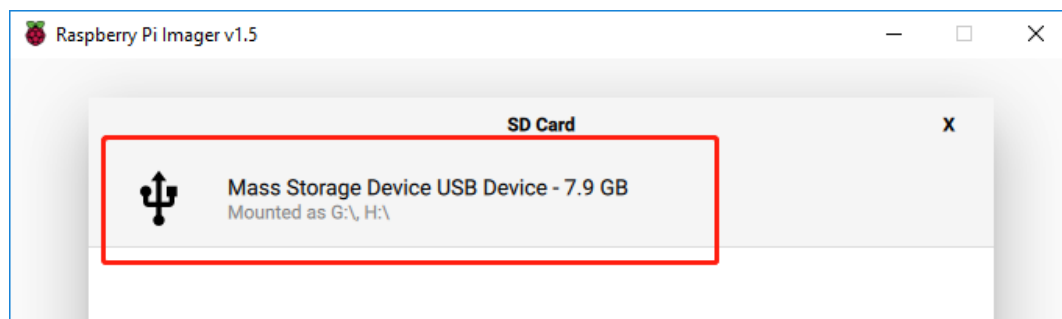 Raspberry Pi Imager v1.5
SD Card
X
Mass Storage Device USB Device - 7.9 GB
Mounted as G:\, H:\